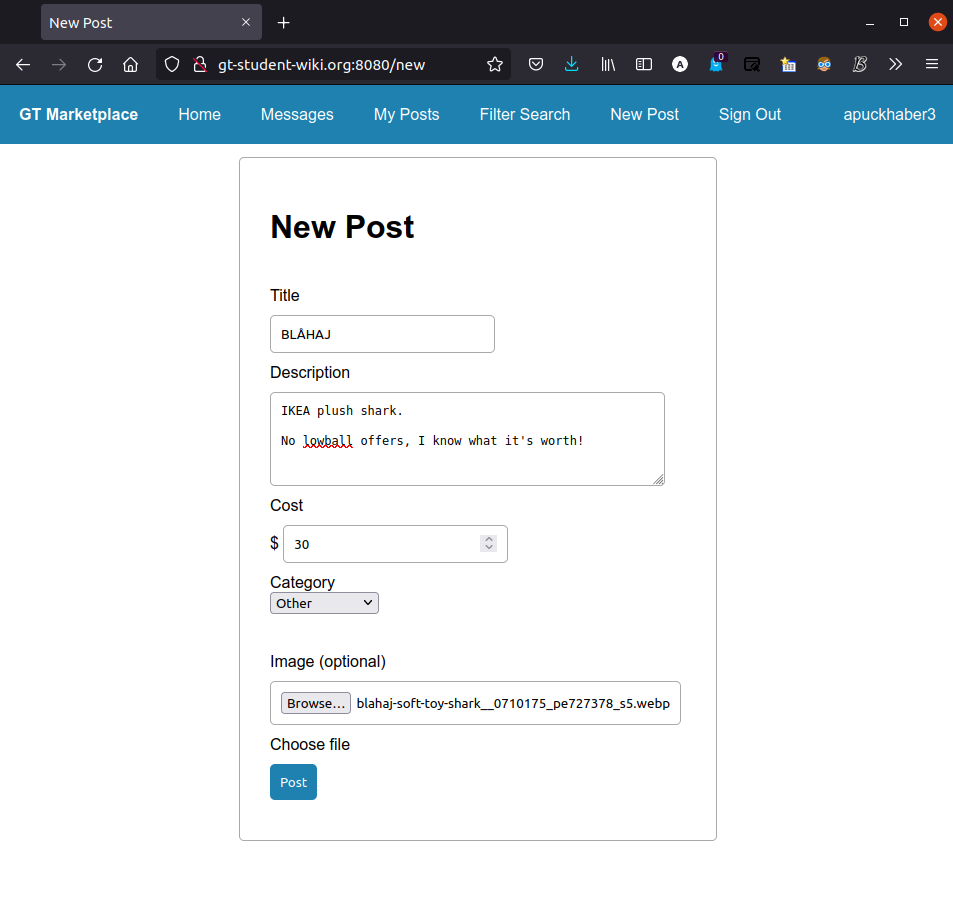 New Post
gt-student-wiki.org:8080/new
A
0
B
GT Marketplace Home Messages My Posts Filter Search New Post Sign Out apuckhaber3
New Post
Title
BLÅHAJ
Description
IKEA plush shark.
No lowball offers, I know what it's worth!
Cost
$ 30
Category
Other
Image (optional)
Browse... blahaj-soft-toy-shark__0710175_pe727378_s5.webp
Choose file
Post